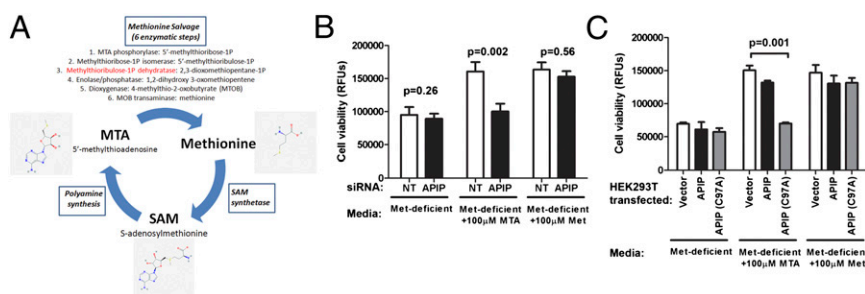 A
Methionine Salvage
(6 enzymatic steps)
1. MTA phosphorylase: 5'-methylthioribose-1P
2. Methylthioribose-1P isomerase: 5'-methylthioribulose-1P
3. Methylthioribulose-1P dehydratase: 2,3-dioxomethiopentane-1P
4. Enolase/phosphatase: 1,2-dihydroxy 3-oxomethiopentene
5. Dioxygenase: 4-methylthio-2-oxobutyrate (MTOB)
6. MOB transaminase: methionine
MTA
5'-methylthioadenosine
Methionine
Polyamine
synthesis
SAM
synthetase
SAM
S-adenosylmethionine
B
Cell viability
(RFUs)
200000
150000
100000
50000
0
p=0.26
p=0.002
p=0.56
siRNA: NT APIP NT APIP NT APIP
Media: Met-deficient Met-deficient Met-deficient
+100µM MTA +100µM Met
C
Cell viability
(RFUs)
200000
150000
100000
50000
0
p=0.001
HEK293T
transfected:
Vector APIP APIP (C97A) Vector APIP APIP (C97A) Vector APIP APIP (C97A)
Media: Met-deficient Met-deficient Met-deficient
+100µM MTA +100µM Met